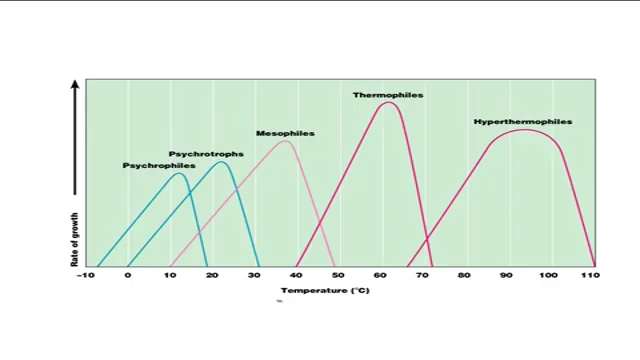 Thermophiles
Hyperthermophiles
Mesophiles
Psychrotrophs
Psychrophiles
Rate of growth
–10 0 10 20 30 40 50 60 70 80 90 100 110
Temperature (°C)